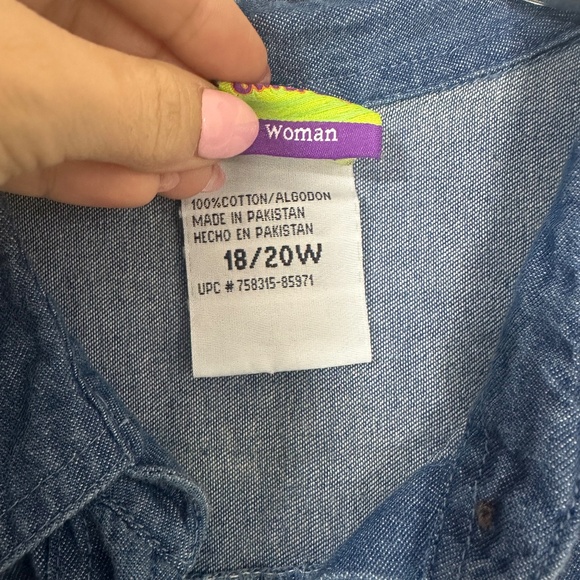 Woman
100%COTTON/ALGODON
MADE IN PAKISTAN
HECHO EN PAKISTAN
18/20W
UPC # 758315-85971